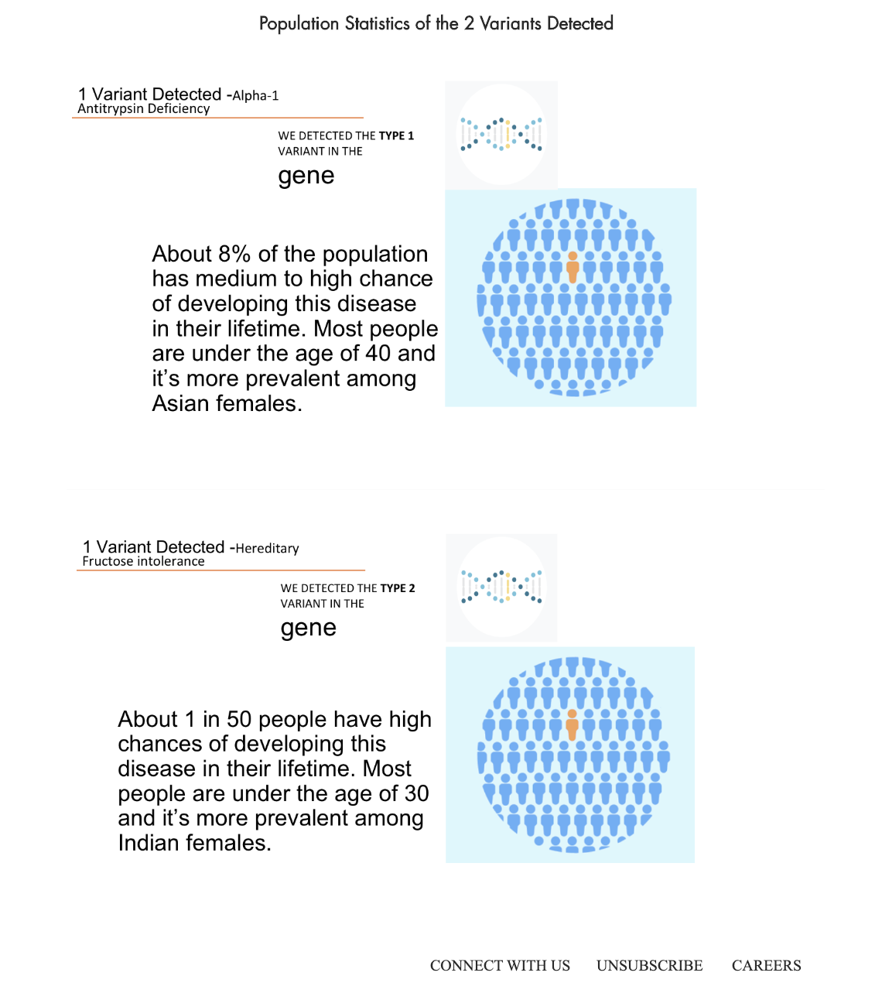 Population Statistics of the 2 Variants Detected
1 Variant Detected -Alpha-1
Antitrypsin Deficiency
WE DETECTED THE TYPE 1
VARIANT IN THE
gene
About 8% of the population
has medium to high chance
of developing this disease
in their lifetime. Most people
are under the age of 40 and
it’s more prevalent among
Asian females.
1 Variant Detected -Hereditary
Fructose intolerance
WE DETECTED THE TYPE 2
VARIANT IN THE
gene
About 1 in 50 people have high
chances of developing this
disease in their lifetime. Most
people are under the age of 30
and it’s more prevalent among
Indian females.
CONNECT WITH US UNSUBSCRIBE CAREERS